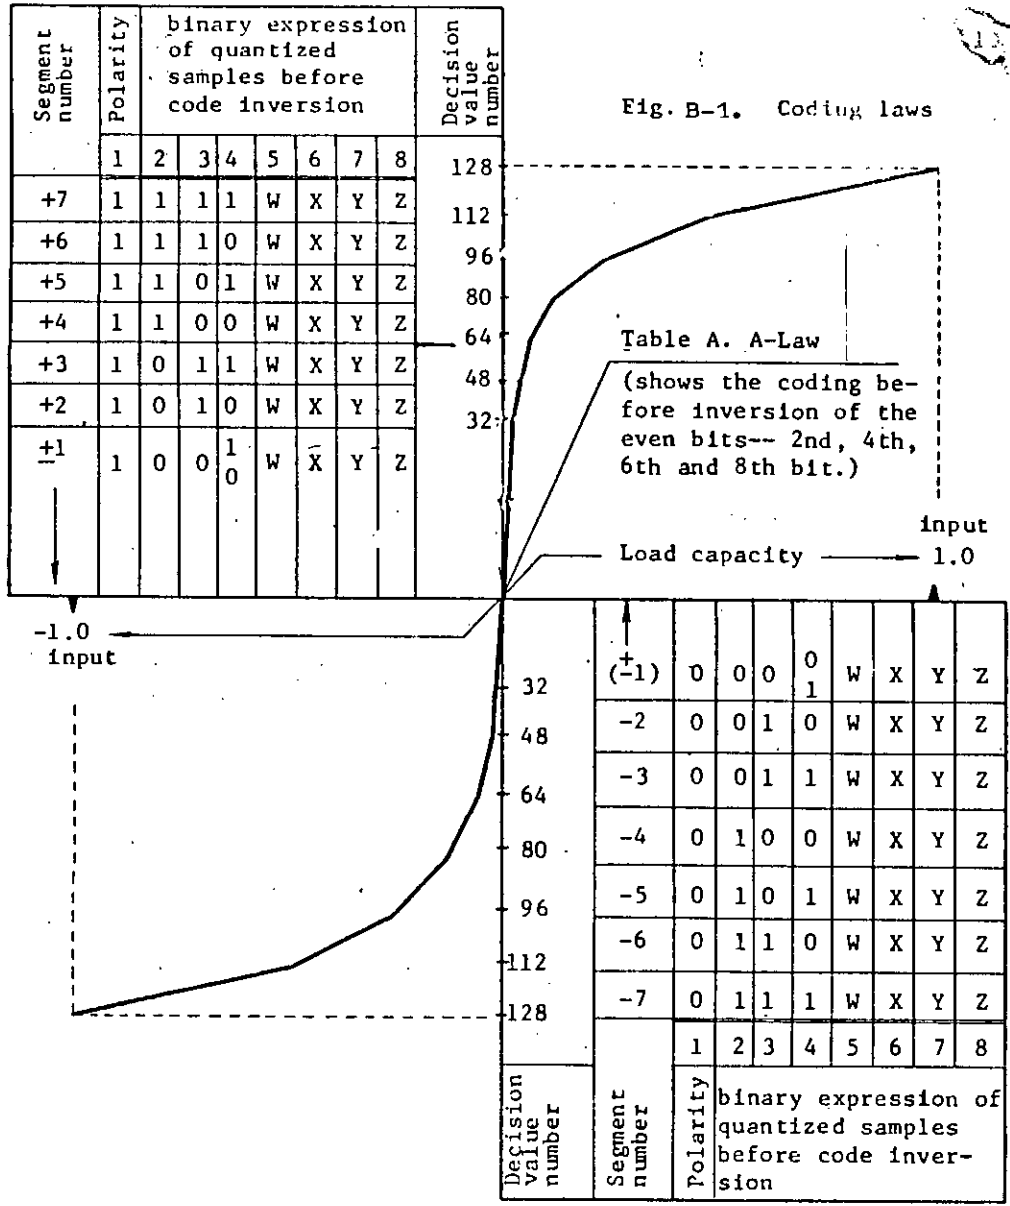 Segment number
Polarity
binary expression
of quantized
samples before
code inversion
Decision value number
Fig. B-1. Coding laws
1 2 3 4 5 6 7 8
+7 1 1 1 1 W X Y Z
+6 1 1 1 0 W X Y Z
+5 1 1 0 1 W X Y Z
+4 1 1 0 0 W X Y Z
+3 1 0 1 1 W X Y Z
+2 1 0 1 0 W X Y Z
±1 1 0 0 1 0 W X Y Z
128
112
96
80
64
48
32
Table A. A-Law
(shows the coding be-
fore inversion of the
even bits-- 2nd, 4th,
6th and 8th bit.)
input
Load capacity 1.0
-1.0
input
32
48
64
80
96
112
128
+
(-1) 0 0 0 0 1 W X Y Z
-2 0 0 1 0 W X Y Z
-3 0 0 1 1 W X Y Z
-4 0 1 0 0 W X Y Z
-5 0 1 0 1 W X Y Z
-6 0 1 1 0 W X Y Z
-7 0 1 1 1 W X Y Z
1 2 3 4 5 6 7 8
Decision value number
Segment number
Polarity
binary expression of
quantized samples
before code inver-
sion